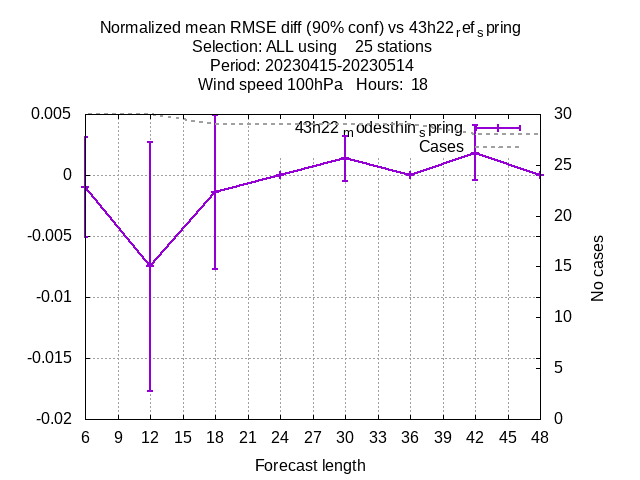 Normalized mean RMSE diff (90% conf) vs 43h22ᵣefₛpring
Selection: ALL using    25 stations
Period: 20230415-20230514
Wind speed 100hPa   Hours:  18
43h22ₘodesthinₛpring
Cases
0.005
0
-0.005
-0.01
-0.015
-0.02
30
25
20
15
10
5
0
No cases
6 9 12 15 18 21 24 27 30 33 36 39 42 45 48
Forecast length